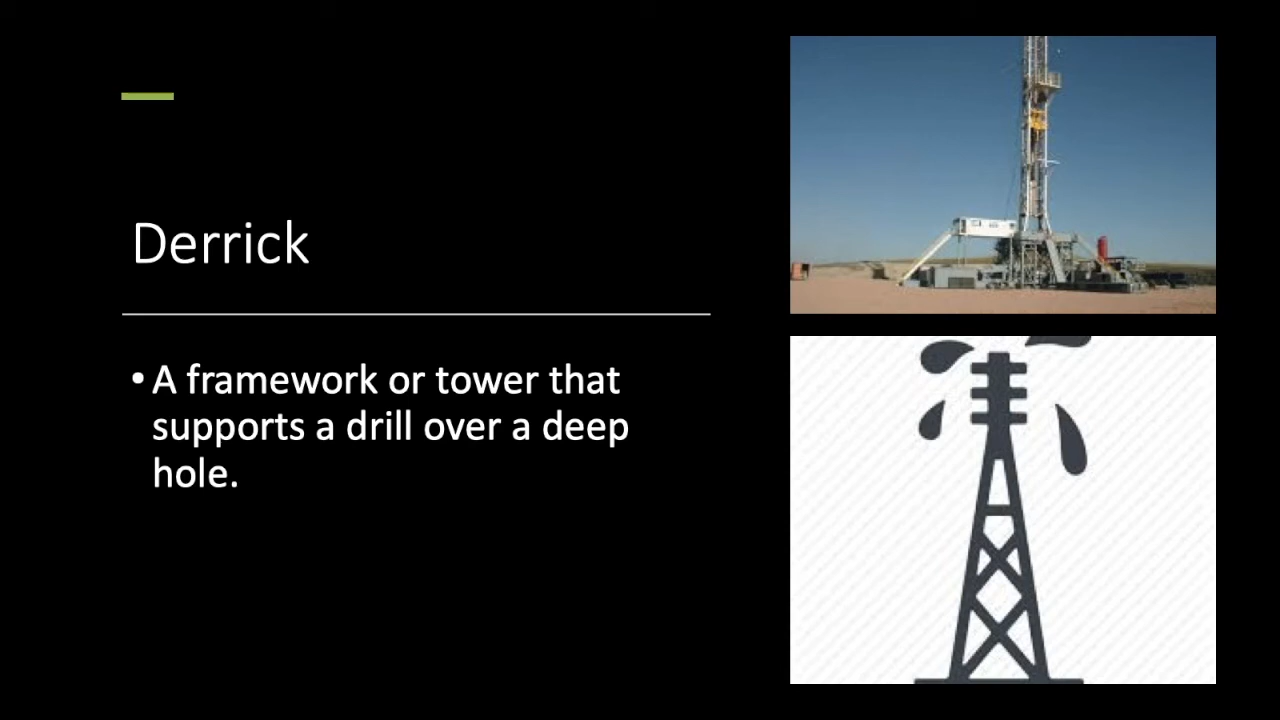 Derrick
• A framework or tower that
supports a drill over a deep
hole.